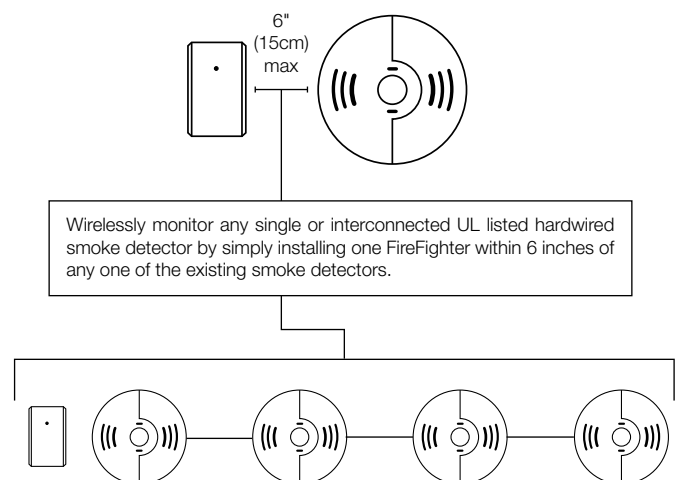 6"
(15cm)
max
Wirelessly monitor any single or interconnected UL listed hardwired
smoke detector by simply installing one FireFighter within 6 inches of
any one of the existing smoke detectors.